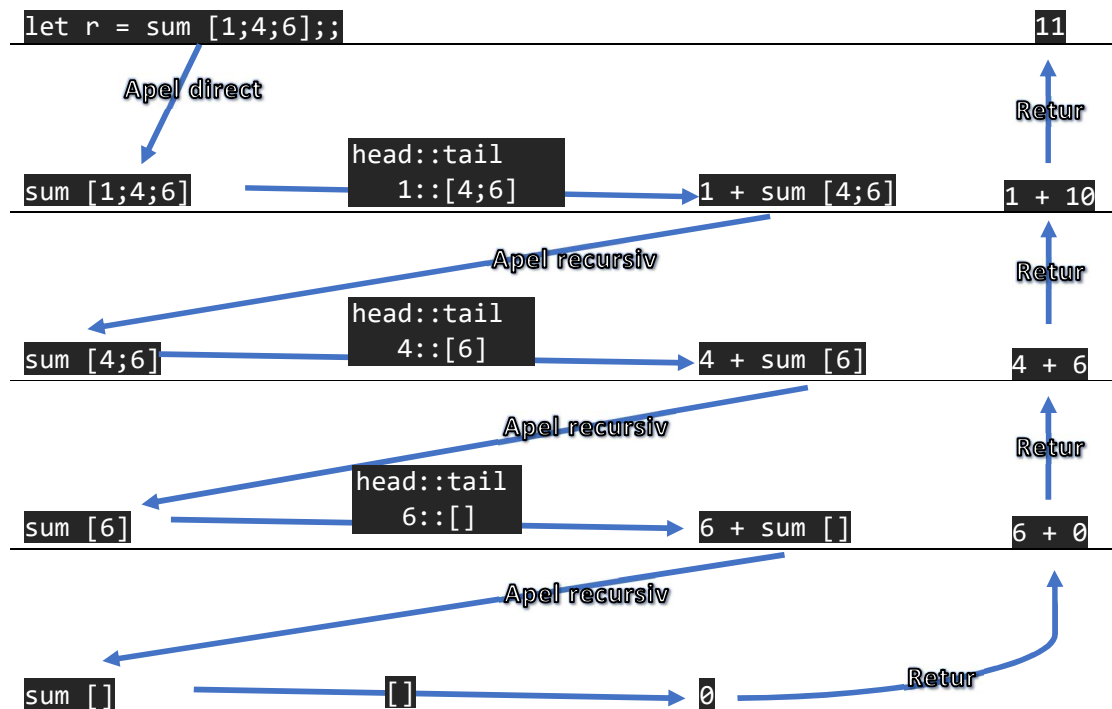 let r = sum [1;4;6];;
11
Apel direct
Retur
head::tail
1::[4;6]
sum [1;4;6]
1 + sum [4;6]
1 + 10
Apel recursiv
Retur
head::tail
4::[6]
sum [4;6]
4 + sum [6]
4 + 6
Apel recursiv
Retur
head::tail
6::[]
sum [6]
6 + sum []
6 + 0
Apel recursiv
Retur
sum []
[]
0